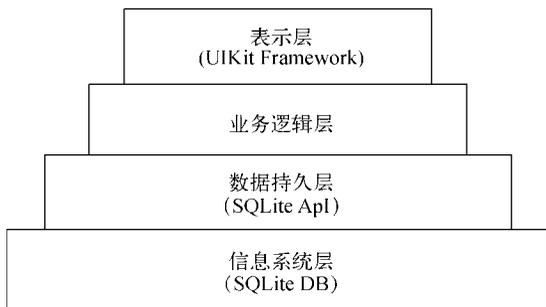 表示层
(UIKit Framework)
业务逻辑层
数据持久层
（SQLite ApI）
信息系统层
(SQLite DB)